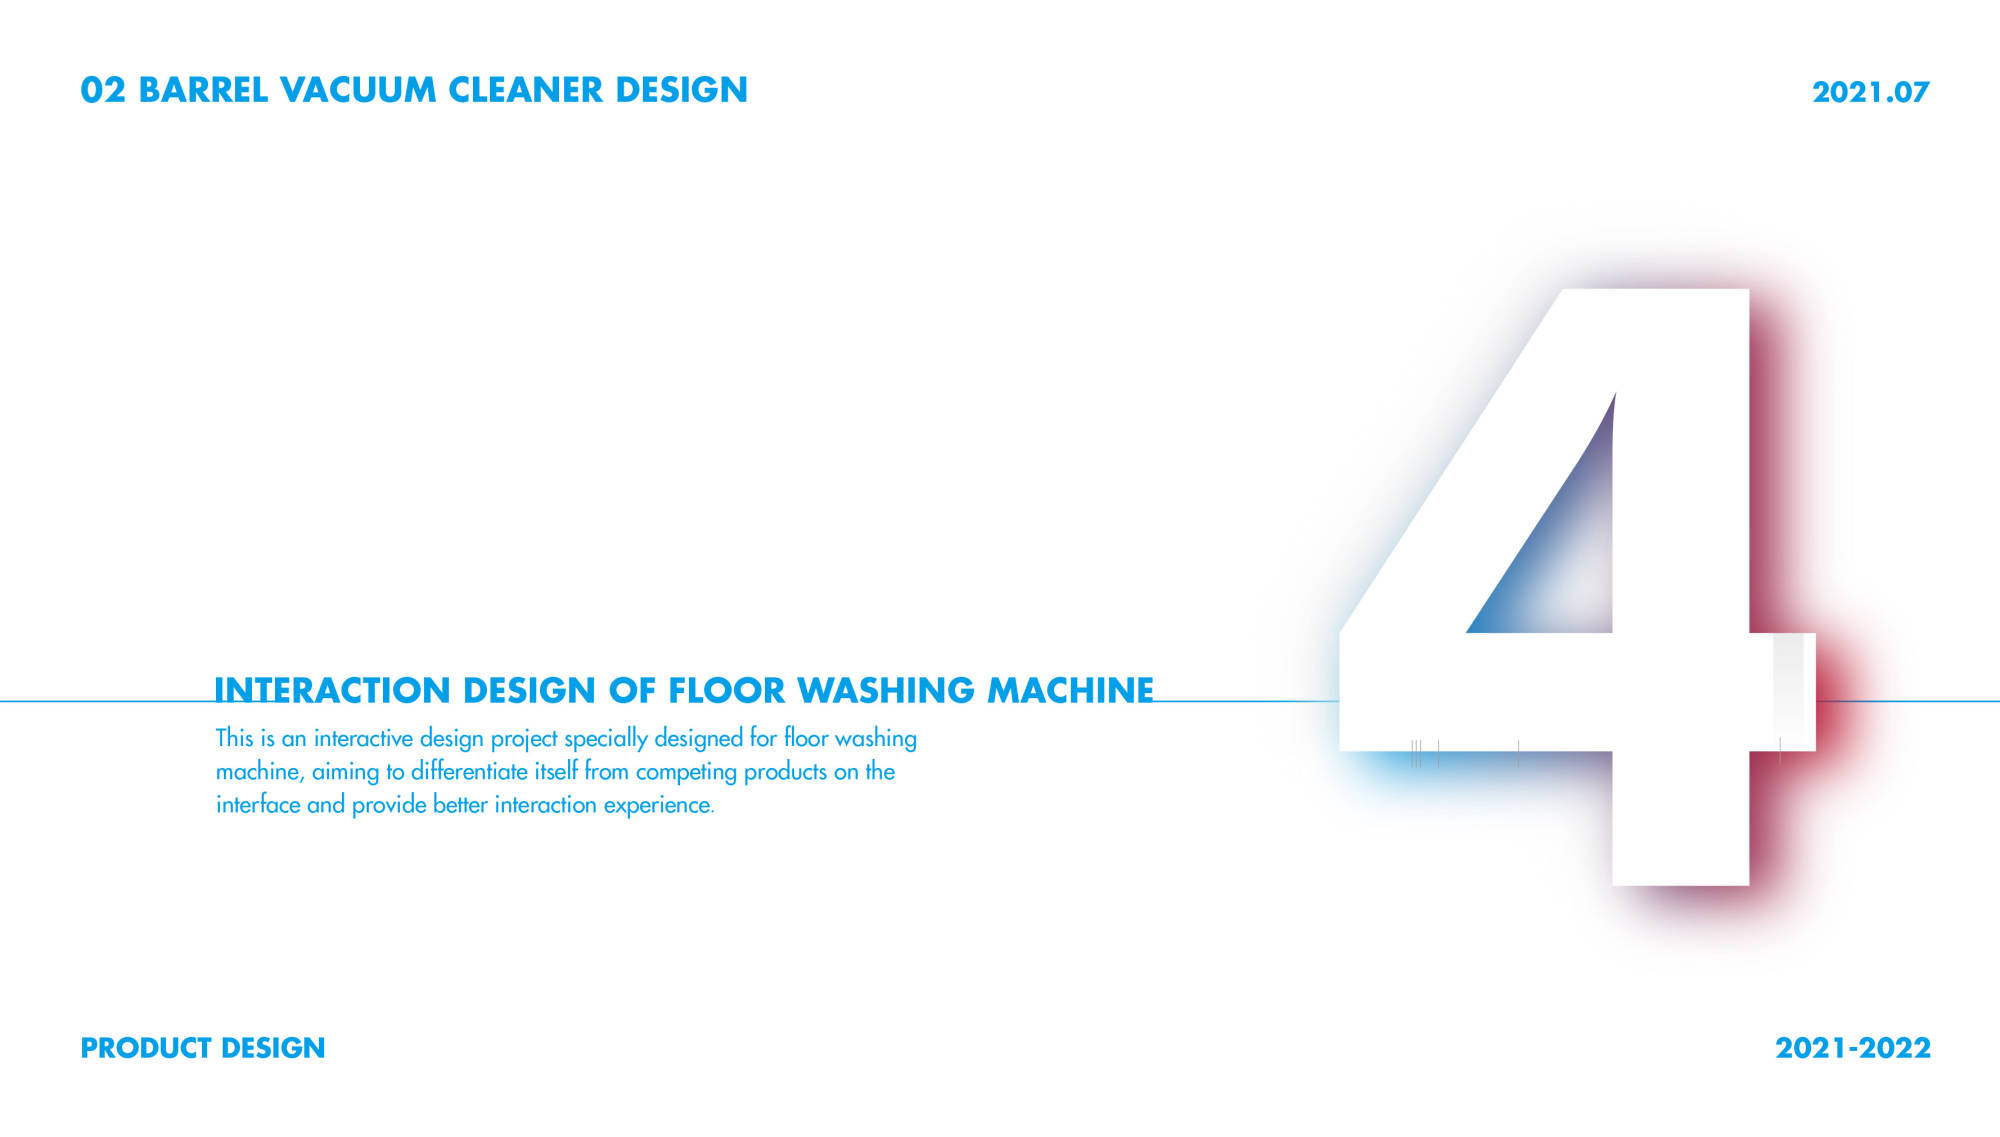 02 BARREL VACUUM CLEANER DESIGN
2021.07
4
INTERACTION DESIGN OF FLOOR WASHING MACHINE
This is an interactive design project specially designed for floor washing
machine, aiming to differentiate itself from competing products on the
interface and provide better interaction experience.
PRODUCT DESIGN
2021-2022